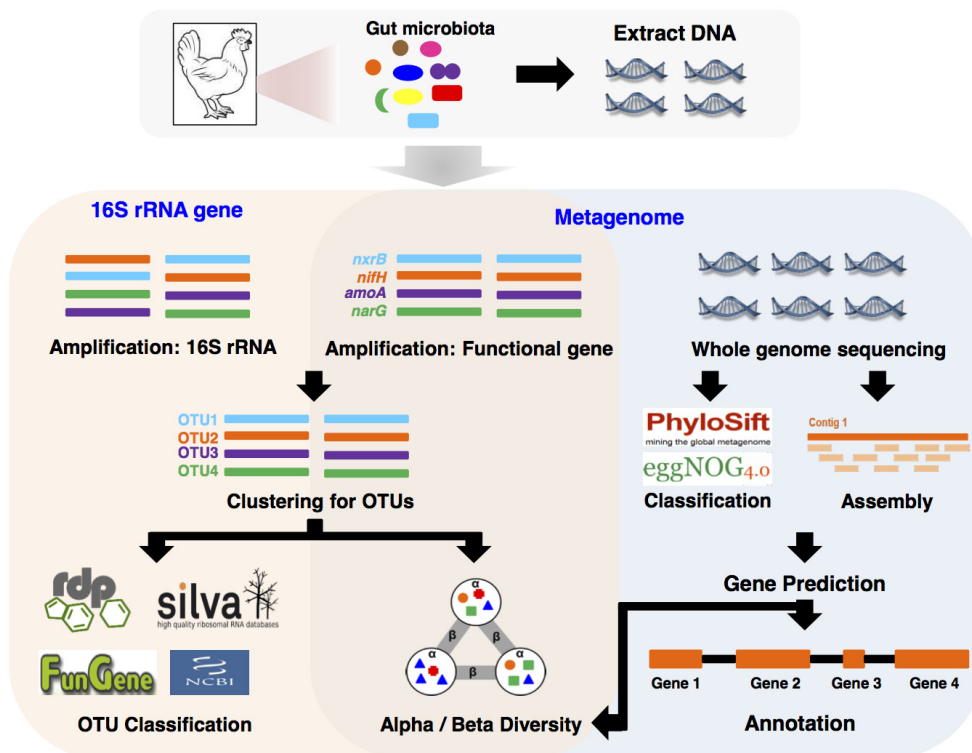 Gut microbiota
Extract DNA
16S rRNA gene
Metagenome
Amplification: 16S rRNA
nxrB
nifH
amoA
narG
Amplification: Functional gene
Whole genome sequencing
OTU1
OTU2
OTU3
OTU4
Clustering for OTUs
PhyloSift
mining the global metagenome
eggNOG4.0
Classification
Contig 1
Assembly
Gene Prediction
rdp
silva
high quality ribosomal RNA databases
FunGene
NCBI
OTU Classification
α
β
β
α
α
β
Alpha / Beta Diversity
Gene 1
Gene 2
Gene 3
Gene 4
Annotation